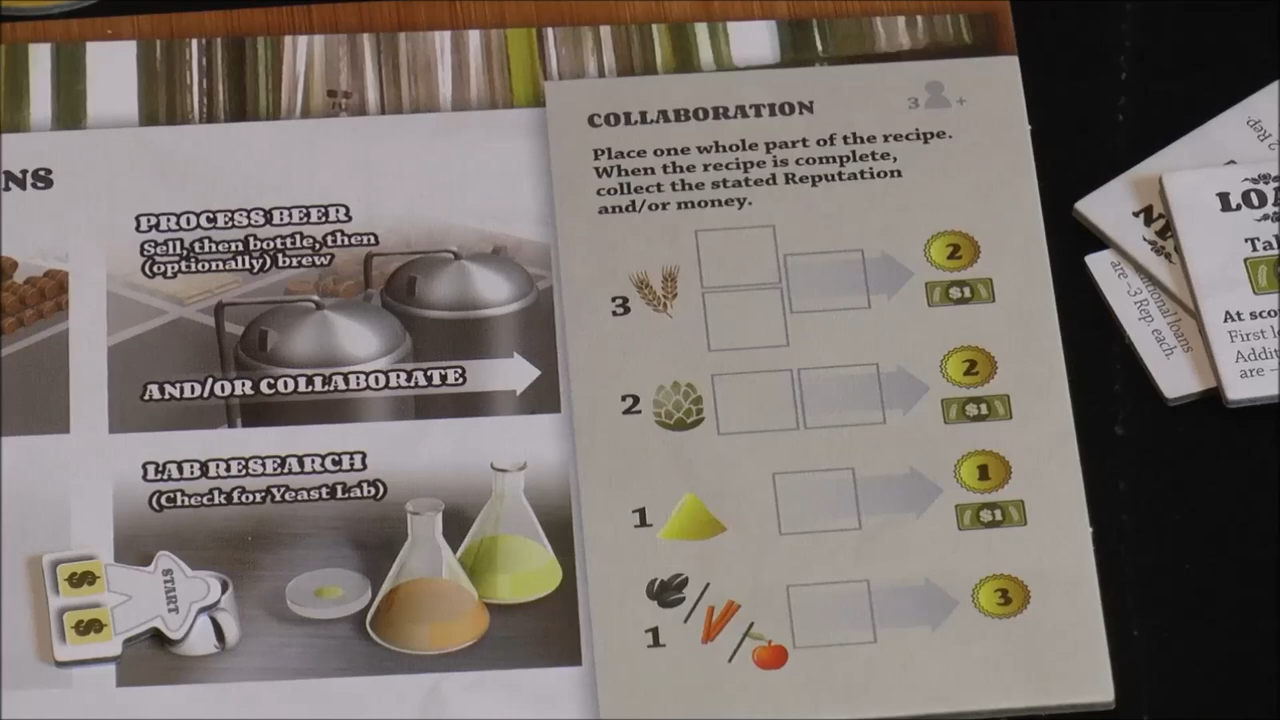 NS
PROCESS BEER
Sell, then bottle, then
(optionally) brew
AND/OR COLLABORATE
LAB RESEARCH
(Check for Yeast Lab)
$
$
START
COLLABORATION
3 +
Place one whole part of the recipe.
When the recipe is complete,
collect the stated Reputation
and/or money.
3
2
$1
2
2
$1
1
1
$1
1
3
Rep.
LOA
At sco
First l
Addit
are –
are –3 Rep. each.